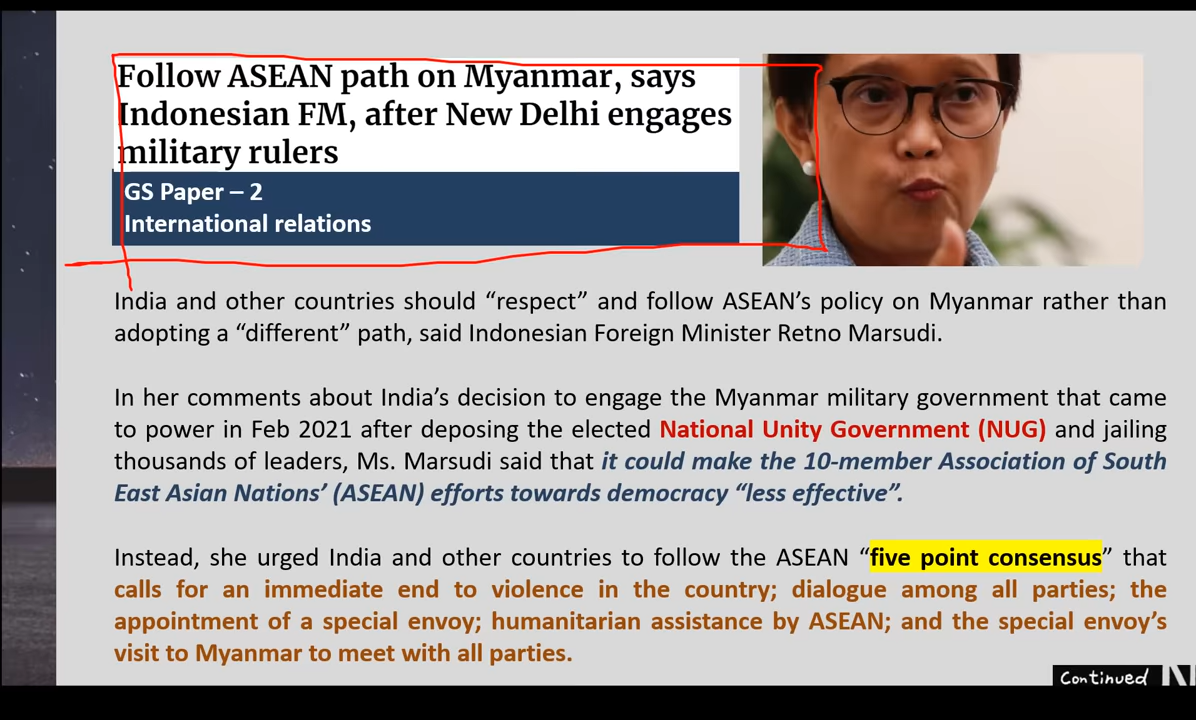 Follow ASEAN path on Myanmar, says
Indonesian FM, after New Delhi engages
military rulers
GS Paper – 2
International relations
India and other countries should “respect” and follow ASEAN’s policy on Myanmar rather than
adopting a “different” path, said Indonesian Foreign Minister Retno Marsudi.
In her comments about India’s decision to engage the Myanmar military government that came
to power in Feb 2021 after deposing the elected National Unity Government (NUG) and jailing
thousands of leaders, Ms. Marsudi said that it could make the 10-member Association of South
East Asian Nations’ (ASEAN) efforts towards democracy “less effective”.
Instead, she urged India and other countries to follow the ASEAN “five point consensus” that
calls for an immediate end to violence in the country; dialogue among all parties; the
appointment of a special envoy; humanitarian assistance by ASEAN; and the special envoy’s
visit to Myanmar to meet with all parties.
Continued